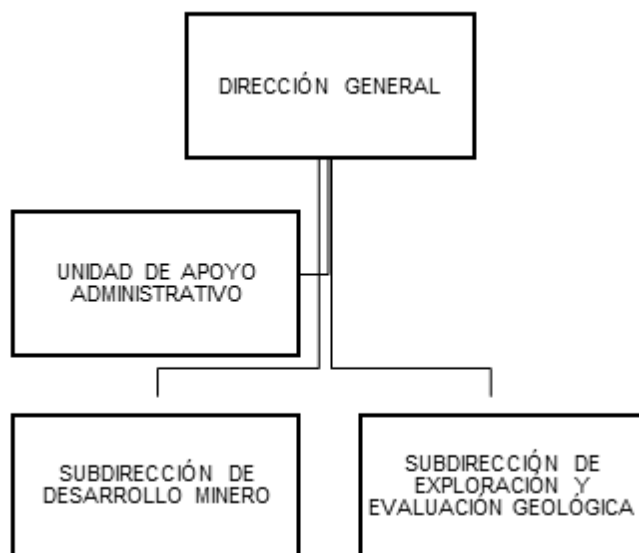 DIRECCIÓN GENERAL
UNIDAD DE APOYO
ADMINISTRATIVO
SUBDIRECCIÓN DE
DESARROLLO MINERO
SUBDIRECCIÓN DE
EXPLORACIÓN Y
EVALUACIÓN GEOLÓGICA